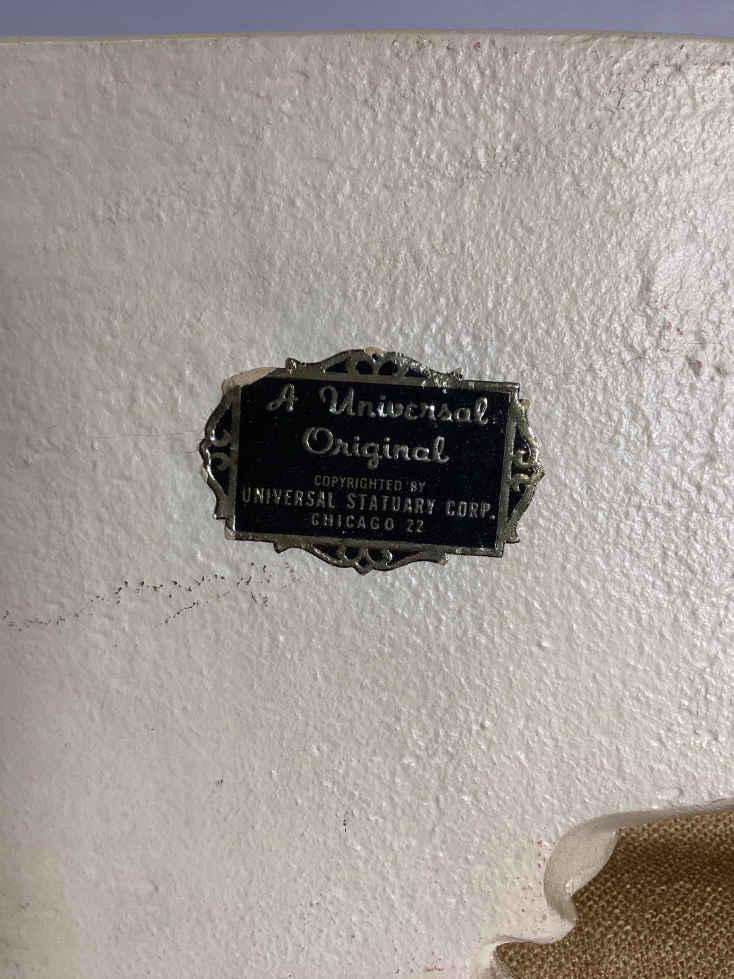 A Universal
Original
COPYRIGHTED BY
UNIVERSAL STATUARY CORP.
CHICAGO 22